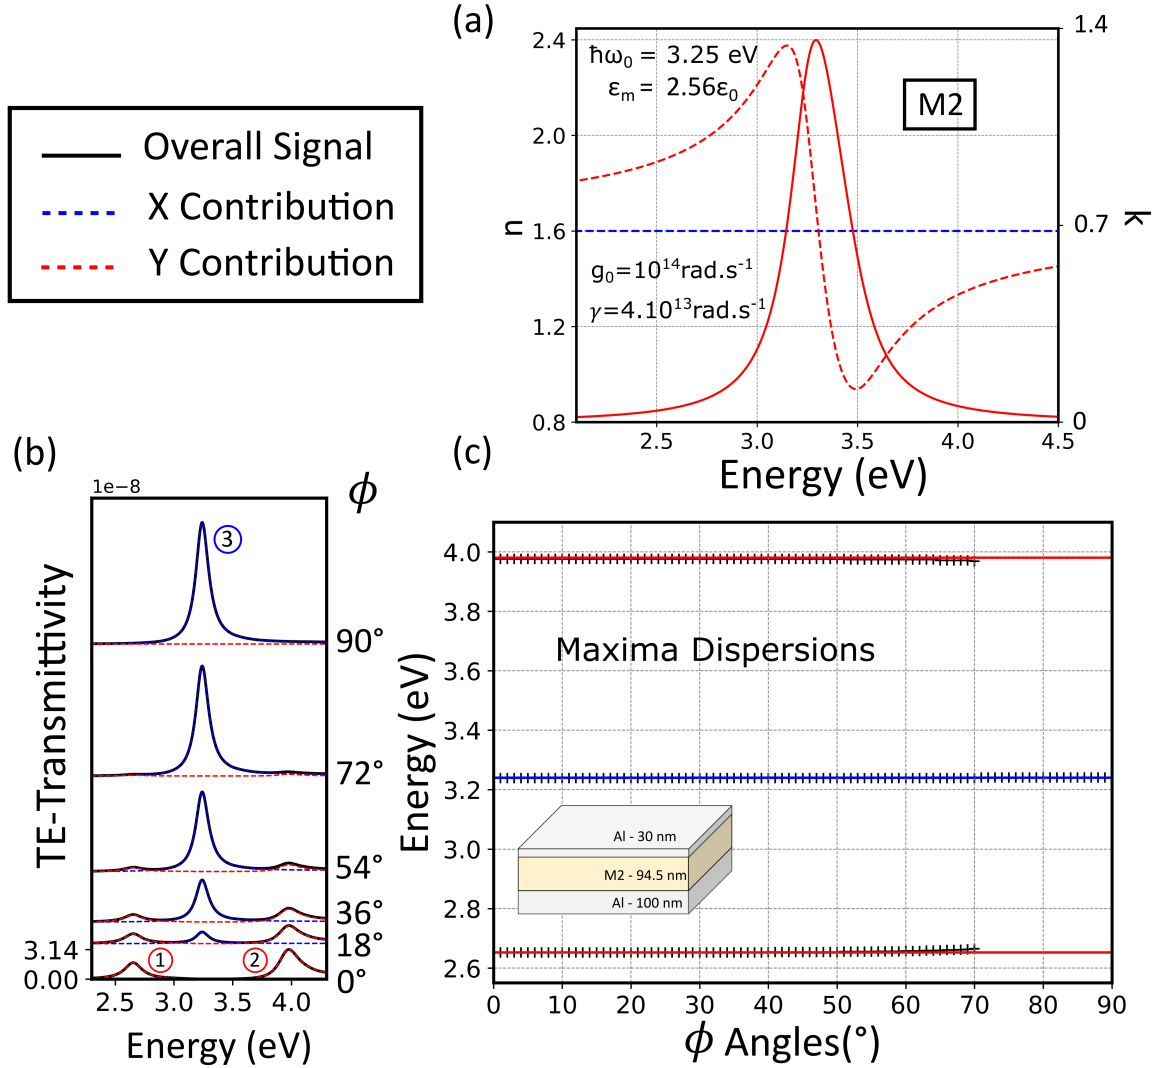 (a)
Overall Signal
X Contribution
Y Contribution
ħω₀ = 3.25 eV
εₘ = 2.56ε₀
M2
g₀=10¹⁴rad.s⁻¹
γ=4.10¹³rad.s⁻¹
n
2.4
2.0
1.6
1.2
0.8
k
1.4
0.7
0
2.5 3.0 3.5 4.0 4.5
Energy (eV)
(b)
1e−8
ϕ
TE-Transmittivity
3
90°
72°
54°
36°
18°
0°
1 2
3.14
0.00
2.5 3.0 3.5 4.0
Energy (eV)
(c)
Energy (eV)
4.0
3.8
3.6
3.4
3.2
3.0
2.8
2.6
Maxima Dispersions
Al - 30 nm
M2 - 94.5 nm
Al - 100 nm
0 10 20 30 40 50 60 70 80 90
ϕ Angles(°)